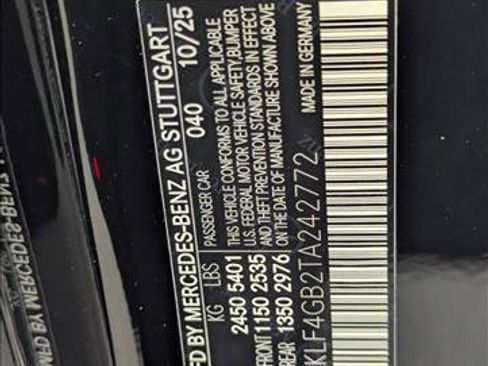 FD BY MERCEDES-BENZ AG STUTTGART
040 10/25
PASSENGER CAR
KG LBS
2450 5401
FRONT 1150 2535
REAR 1350 2976
THIS VEHICLE CONFORMS TO ALL APPLICABLE
U.S. FEDERAL MOTOR VEHICLE SAFETY, BUMPER
AND THEFT PREVENTION STANDARDS IN EFFECT
ON THE DATE OF MANUFACTURE SHOWN ABOVE
KLF4GB2TA242772
MADE IN GERMANY